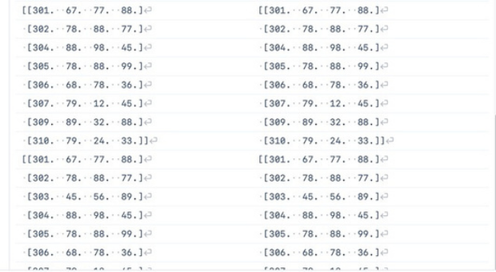 [[301. 67. 77. 88.] [[301. 67. 77. 88.]
[302. 78. 88. 77.] [302. 78. 88. 77.]
[304. 88. 98. 45.] [304. 88. 98. 45.]
[305. 78. 88. 99.] [305. 78. 88. 99.]
[306. 68. 78. 36.] [306. 68. 78. 36.]
[307. 79. 12. 45.] [307. 79. 12. 45.]
[309. 89. 32. 88.] [309. 89. 32. 88.]
[310. 79. 24. 33.]] [310. 79. 24. 33.]]
[[301. 67. 77. 88.] [[301. 67. 77. 88.]
[302. 78. 88. 77.] [302. 78. 88. 77.]
[303. 45. 56. 89.] [303. 45. 56. 89.]
[304. 88. 98. 45.] [304. 88. 98. 45.]
[305. 78. 88. 99.] [305. 78. 88. 99.]
[306. 68. 78. 36.] [306. 68. 78. 36.]